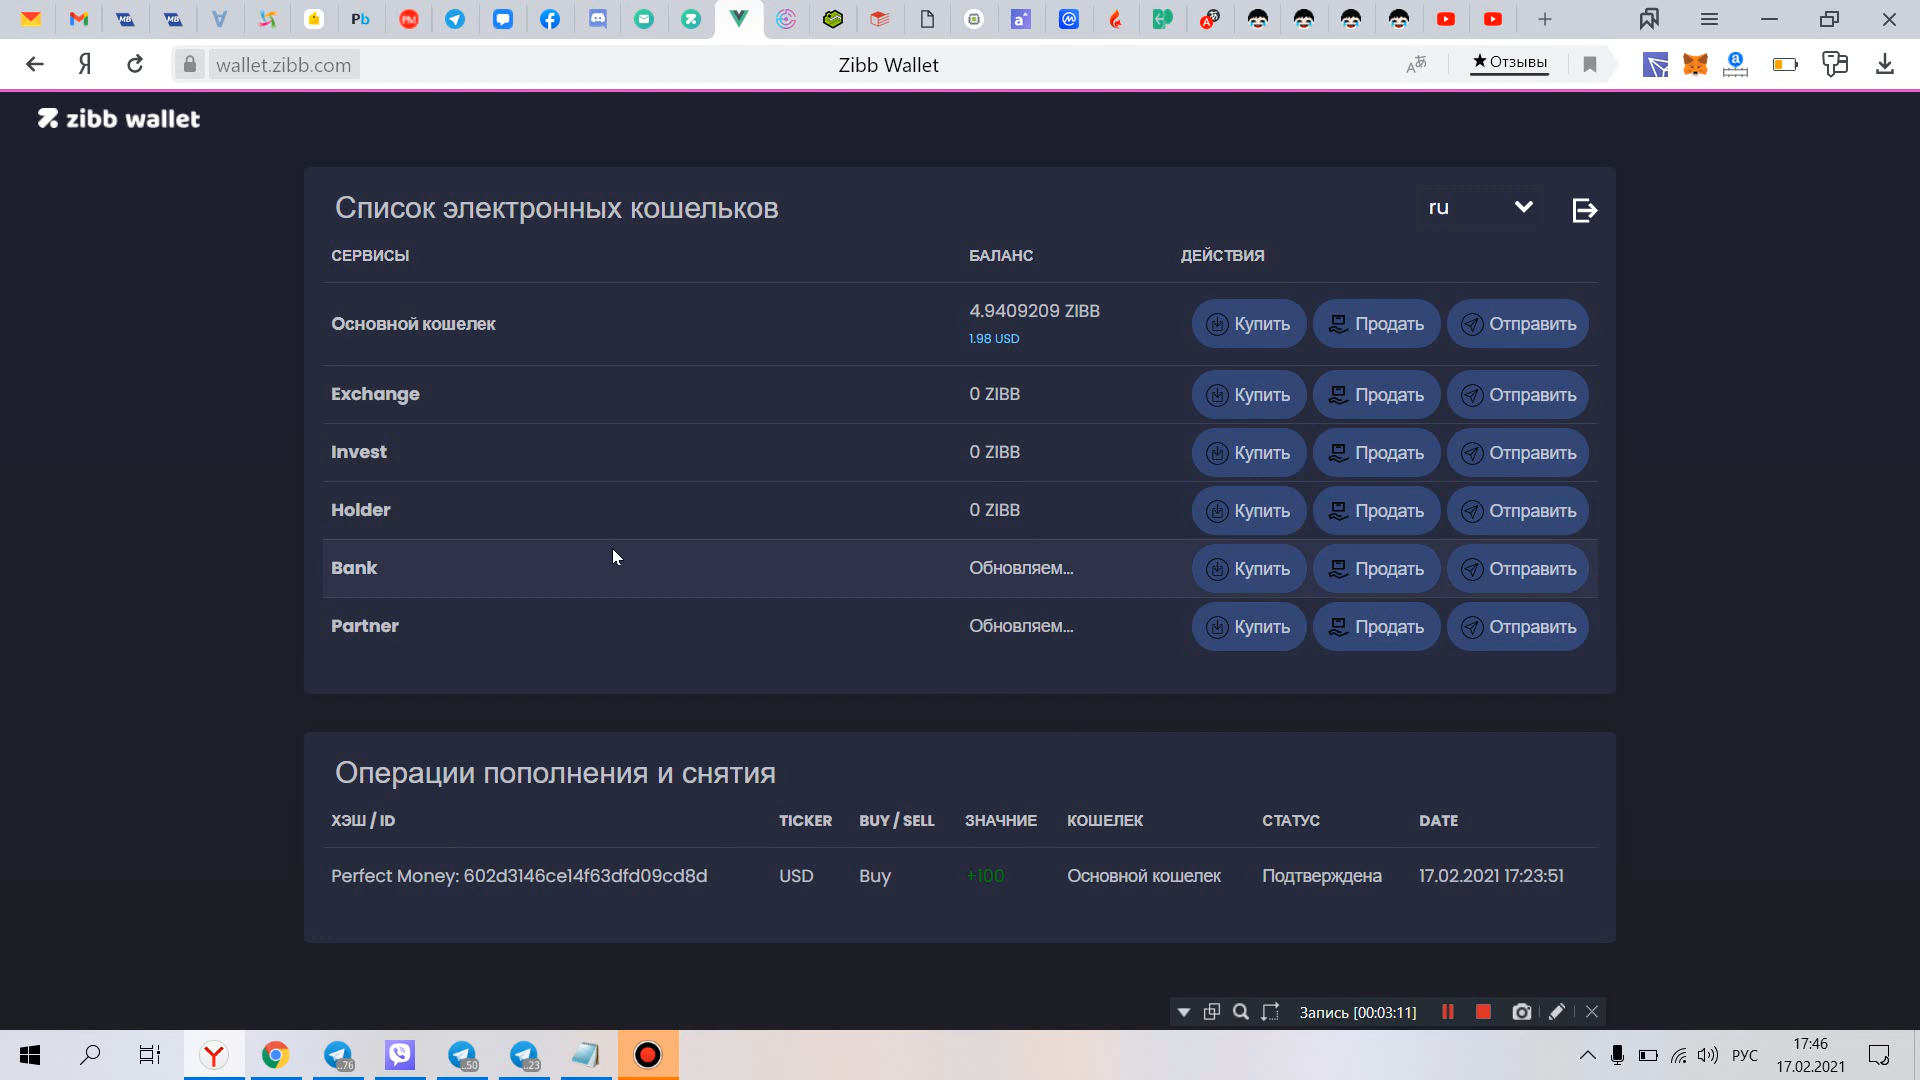 wallet.zibb.com
Zibb Wallet
★ Отзывы
zibb wallet
Список электронных кошельков
ru
СЕРВИСЫ БАЛАНС ДЕЙСТВИЯ
Основной кошелек 4.9409209 ZIBB Купить Продать Отправить
1.98 USD
Exchange 0 ZIBB Купить Продать Отправить
Invest 0 ZIBB Купить Продать Отправить
Holder 0 ZIBB Купить Продать Отправить
Bank Обновляем... Купить Продать Отправить
Partner Обновляем... Купить Продать Отправить
Операции пополнения и снятия
ХЭШ / ID TICKER BUY / SELL ЗНАЧНИЕ КОШЕЛЕК СТАТУС DATE
Perfect Money: 602d3146ce14f63dfd09cd8d USD Buy +100 Основной кошелек Подтверждена 17.02.2021 17:23:51
Запись [00:03:11]
РУС
17:46
17.02.2021